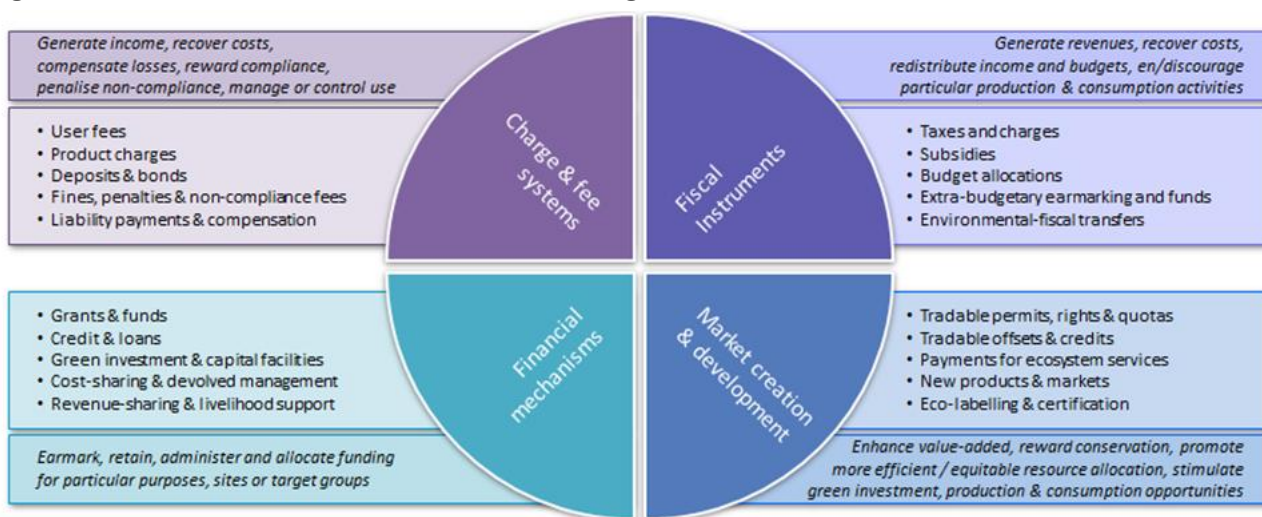 Generate income, recover costs,
compensate losses, reward compliance,
penalise non-compliance, manage or control use
• User fees
• Product charges
• Deposits & bonds
• Fines, penalties & non-compliance fees
• Liability payments & compensation
Charge & fee
systems
Generate revenues, recover costs,
redistribute income and budgets, en/discourage
particular production & consumption activities
• Taxes and charges
• Subsidies
• Budget allocations
• Extra-budgetary earmarking and funds
• Environmental-fiscal transfers
Fiscal
Instruments
• Grants & funds
• Credit & loans
• Green investment & capital facilities
• Cost-sharing & devolved management
• Revenue-sharing & livelihood support
Earmark, retain, administer and allocate funding
for particular purposes, sites or target groups
Financial
mechanisms
Market creation
& development
• Tradable permits, rights & quotas
• Tradable offsets & credits
• Payments for ecosystem services
• New products & markets
• Eco-labelling & certification
Enhance value-added, reward conservation, promote
more efficient / equitable resource allocation, stimulate
green investment, production & consumption opportunities